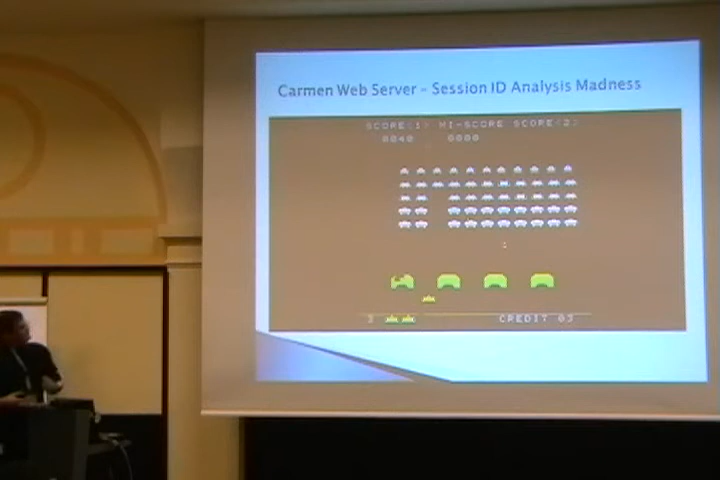 Carmen Web Server – Session ID Analysis Madness
SCORE<1> HI-SCORE SCORE<2>
0040 0000
3 CREDIT 03